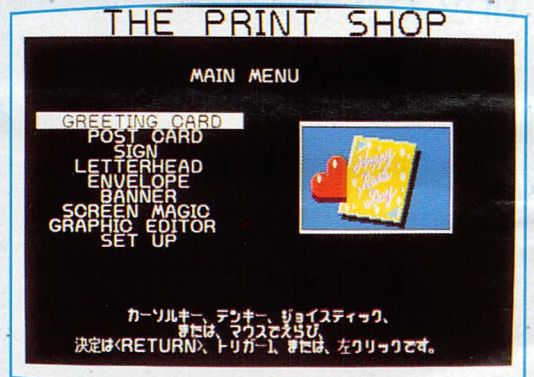 THE PRINT SHOP
MAIN MENU
GREETING CARD
POST CARD
SIGN
LETTERHEAD
ENVELOPE
BANNER
SCREEN MAGIC
GRAPHIC EDITOR
SET UP
Happy
Day
カーソルキー、テンキー、ジョイスティック、
または、マウスでえらび、
決定は<RETURN>、トリガー1、または、左クリックです。